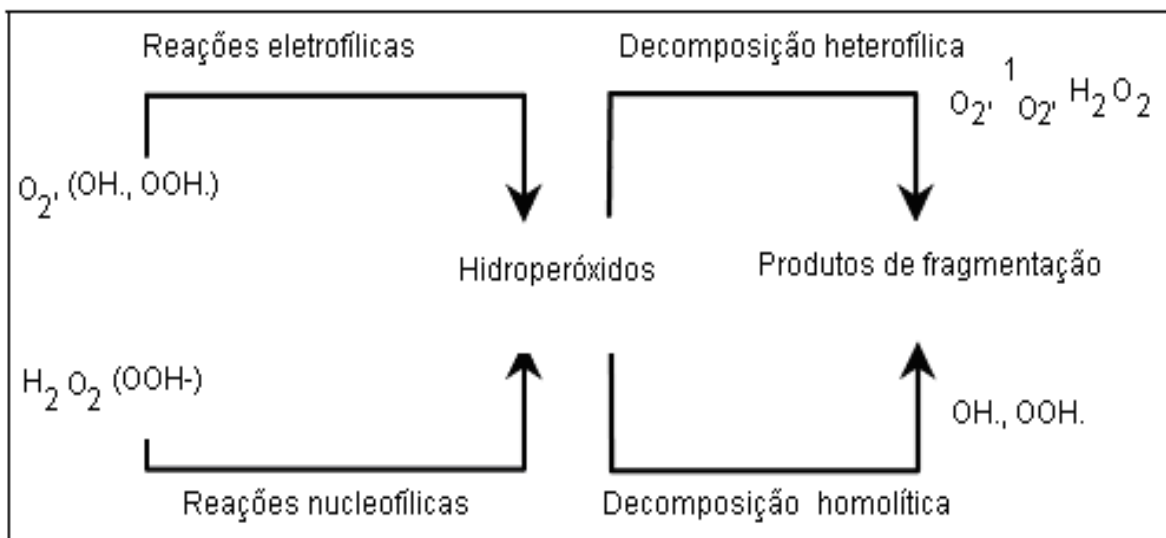 Reações eletrofílicas
Decomposição heterofílica
O2, 1O2, H2O2
O2, (OH., OOH.)
Hidroperóxidos
Produtos de fragmentação
H2O2 (OOH-)
OH., OOH.
Reações nucleofílicas
Decomposição homolítica